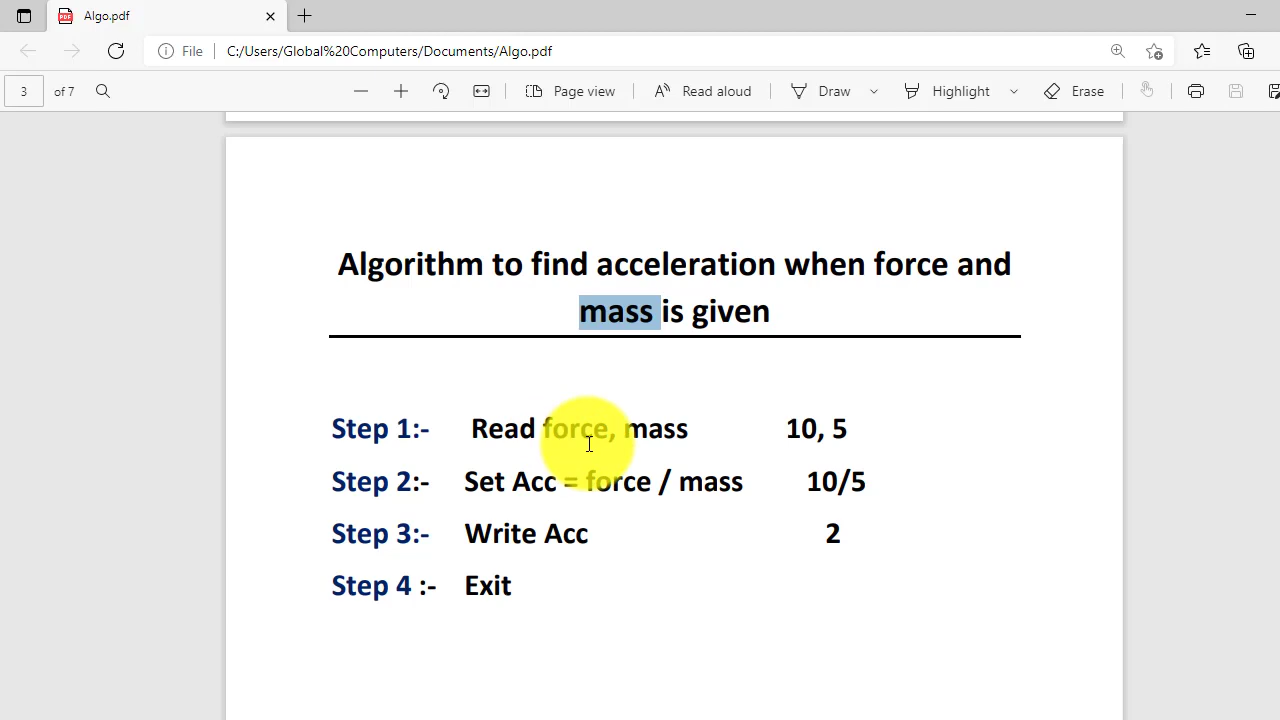 Algo.pdf
File C:/Users/Global%20Computers/Documents/Algo.pdf
3 of 7 Page view Read aloud Draw Highlight Erase
Algorithm to find acceleration when force and
mass is given
Step 1:- Read force, mass 10, 5
Step 2:- Set Acc = force / mass 10/5
Step 3:- Write Acc 2
Step 4 :- Exit